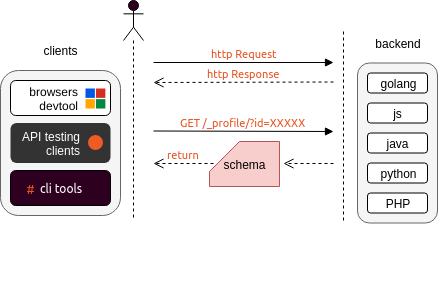 clients
backend
http Request
http Response
browsers
devtool
API testing
clients
# cli tools
GET /_profile/?id=XXXXX
return
schema
golang
js
java
python
PHP